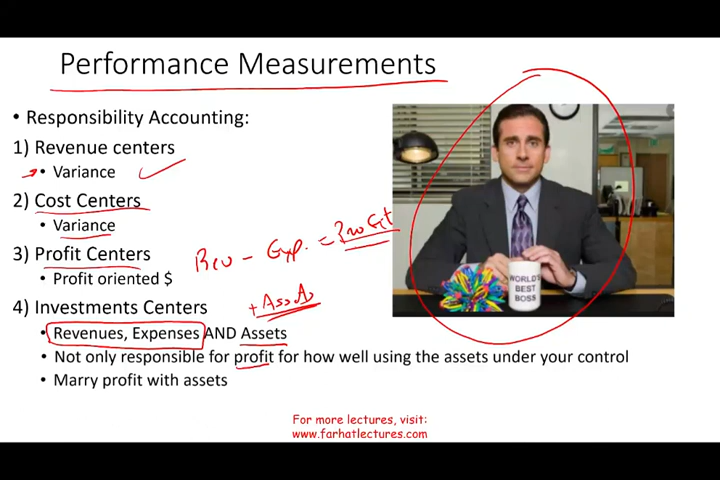 Performance Measurements
• Responsibility Accounting:
1) Revenue centers
• Variance
2) Cost Centers
• Variance
3) Profit Centers
• Profit oriented $
Rev - Exp. = Profit
4) Investments Centers
+ Assets
• Revenues, Expenses AND Assets
• Not only responsible for profit for how well using the assets under your control
• Marry profit with assets
WORLD'S
BEST
BOSS
For more lectures, visit:
www.farhatlectures.com